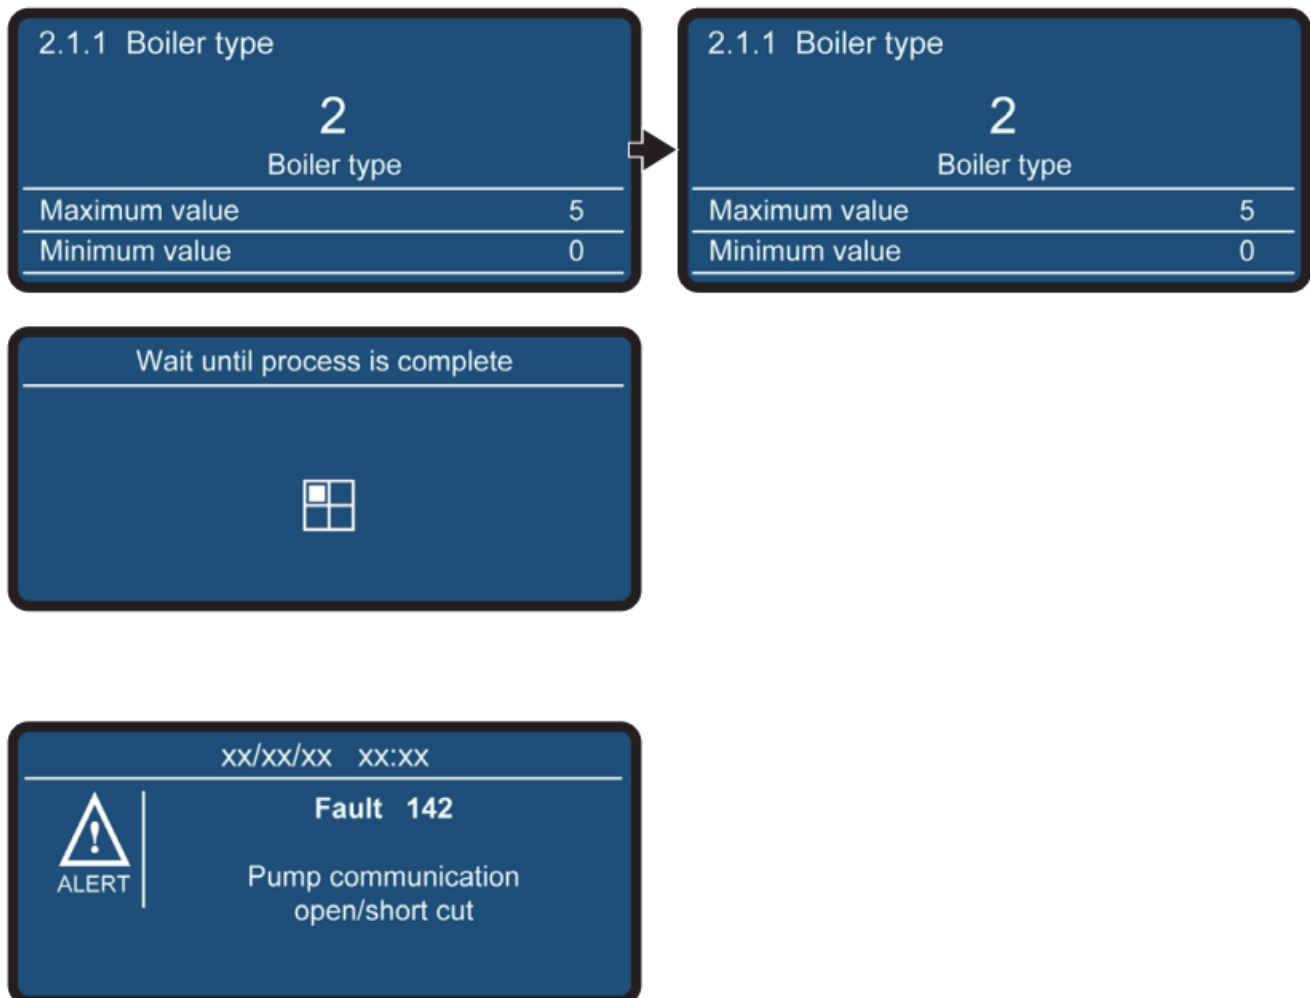 2.1.1 Boiler type
2
Boiler type
Maximum value 5
Minimum value 0
2.1.1 Boiler type
2
Boiler type
Maximum value 5
Minimum value 0
Wait until process is complete
xx/xx/xx xx:xx
Fault 142
ALERT
Pump communication
open/short cut